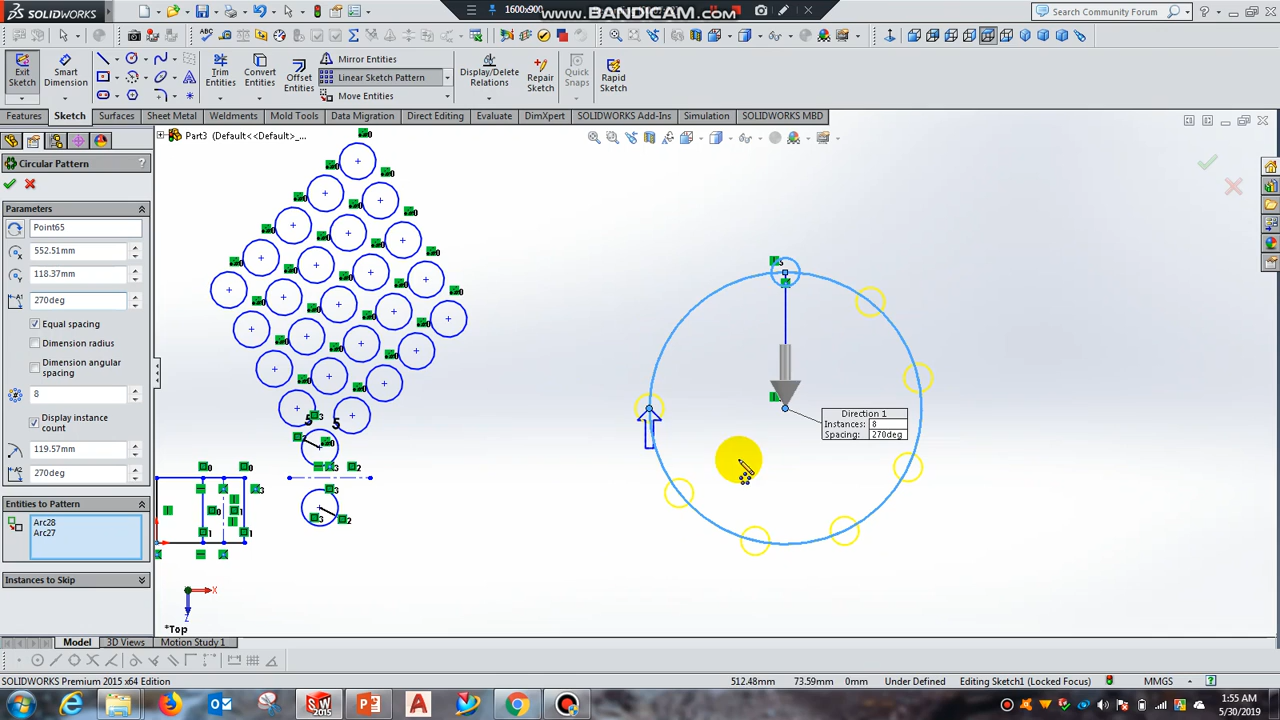 SOLIDWORKS
1600x900
www.BANDICAM.com
Search Community Forum
Exit Sketch
Smart Dimension
Trim Entities
Convert Entities
Offset Entities
Mirror Entities
Linear Sketch Pattern
Move Entities
Display/Delete Relations
Repair Sketch
Quick Snaps
Rapid Sketch
Features
Sketch
Surfaces
Sheet Metal
Weldments
Mold Tools
Data Migration
Direct Editing
Evaluate
DimXpert
SOLIDWORKS Add-Ins
Simulation
SOLIDWORKS MBD
Part3 (Default<<Default>_...
Circular Pattern
?
Parameters
Point65
552.51mm
118.37mm
270deg
Equal spacing
Dimension radius
Dimension angular spacing
8
Display instance count
119.57mm
270deg
Entities to Pattern
Arc28
Arc27
Instances to Skip
Direction 1
Instances: 8
Spacing: 270deg
5 5
X
Z
*Top
Model
3D Views
Motion Study 1
SOLIDWORKS Premium 2015 x64 Edition
512.48mm
73.59mm
0mm
Under Defined
Editing Sketch1 (Locked Focus)
MMGS
1:55 AM
5/30/2019